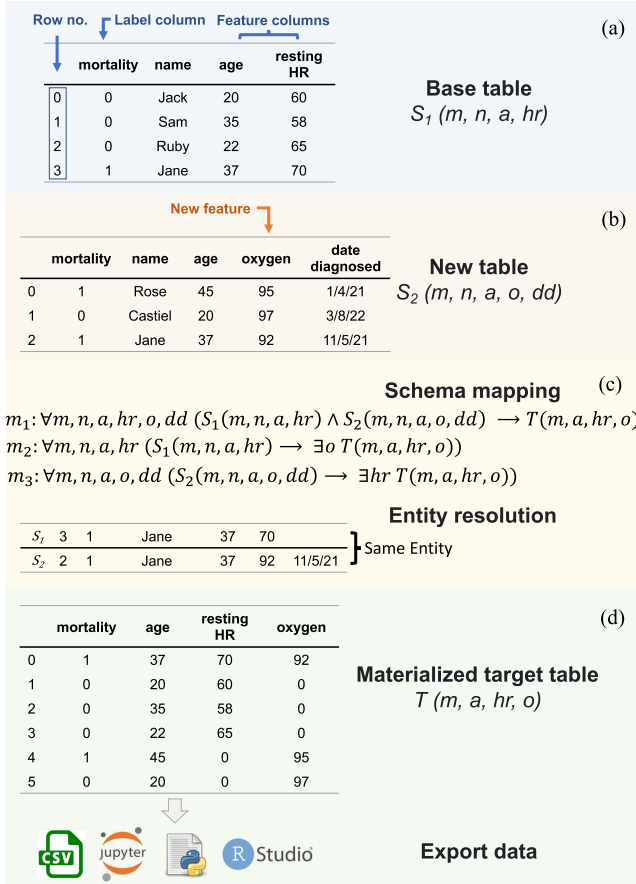 Row no. Label column Feature columns (a)
mortality name age resting HR
0 0 Jack 20 60
1 0 Sam 35 58
2 0 Ruby 22 65
3 1 Jane 37 70
Base table
S₁ (m, n, a, hr)
New feature (b)
mortality name age oxygen date diagnosed
0 1 Rose 45 95 1/4/21
1 0 Castiel 20 97 3/8/22
2 1 Jane 37 92 11/5/21
New table
S₂ (m, n, a, o, dd)
Schema mapping (c)
m₁: ∀m, n, a, hr, o, dd (S₁(m, n, a, hr) ∧ S₂(m, n, a, o, dd) → T(m, a, hr, o)
m₂: ∀m, n, a, hr (S₁(m, n, a, hr) → ∃o T(m, a, hr, o))
m₃: ∀m, n, a, o, dd (S₂(m, n, a, o, dd) → ∃hr T(m, a, hr, o))
Entity resolution
S₁ 3 1 Jane 37 70
S₂ 2 1 Jane 37 92 11/5/21
Same Entity
(d)
mortality age resting HR oxygen
0 1 37 70 92
1 0 20 60 0
2 0 35 58 0
3 0 22 65 0
4 1 45 0 95
5 0 20 0 97
Materialized target table
T (m, a, hr, o)
CSV jupyter R Studio
Export data